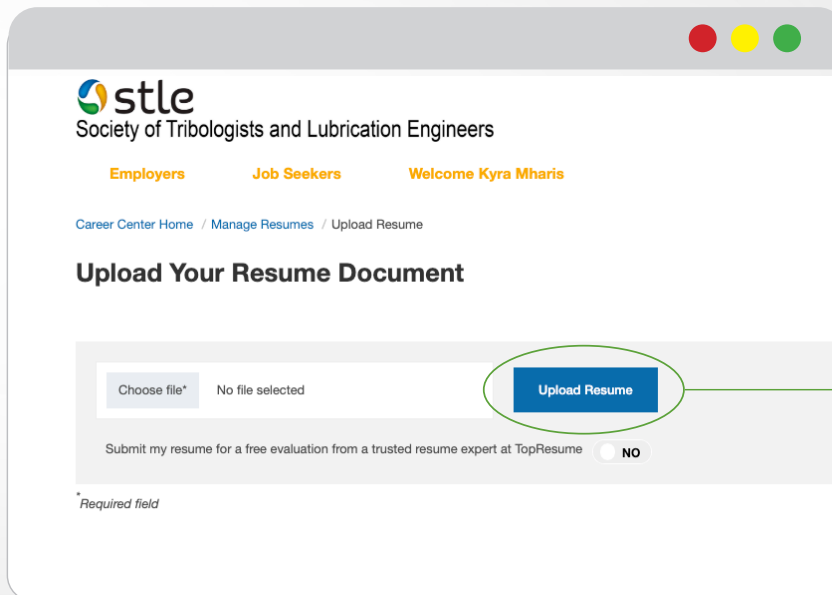 stle
Society of Tribologists and Lubrication Engineers
Employers Job Seekers Welcome Kyra Mharis
Career Center Home / Manage Resumes / Upload Resume
Upload Your Resume Document
Choose file* No file selected Upload Resume
Submit my resume for a free evaluation from a trusted resume expert at TopResume NO
*Required field